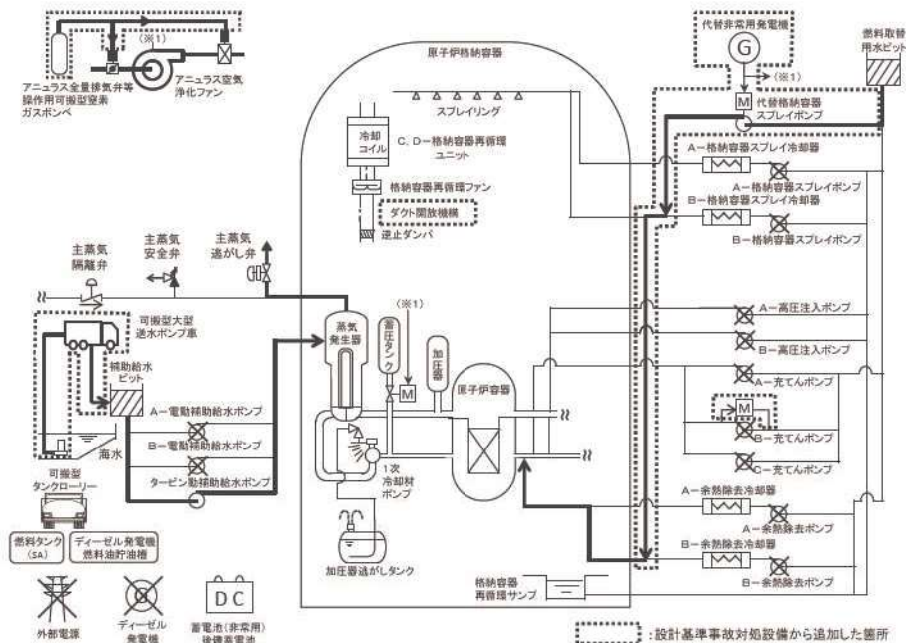 (※1)
アニュラス全量排気弁等
操作用可搬型窒素
ガスボンベ
アニュラス空気
浄化ファン
原子炉格納容器
スプレイリング
冷却
コイル
C,D-格納容器再循環
ユニット
格納容器再循環ファン
ダクト開放機構
逆止ダンパ
代替非常用発電機
G
(※1)
M
代替格納容器
スプレイポンプ
燃料取替
用水ピット
A-格納容器スプレイ冷却器
A-格納容器スプレイポンプ
B-格納容器スプレイ冷却器
B-格納容器スプレイポンプ
主蒸気
隔離弁
主蒸気
安全弁
主蒸気
逃がし弁
可搬型大型
送水ポンプ車
補助給水
ピット
海水
A-電動補助給水ポンプ
B-電動補助給水ポンプ
タービン動補助給水ポンプ
蒸気
発生器
蓄圧タンク
(※1)
M
加圧器
原子炉容器
1次
冷却材
ポンプ
加圧器逃がしタンク
格納容器
再循環サンプ
A-高圧注入ポンプ
B-高圧注入ポンプ
A-充てんポンプ
M
B-充てんポンプ
C-充てんポンプ
A-余熱除去冷却器
A-余熱除去ポンプ
B-余熱除去冷却器
B-余熱除去ポンプ
可搬型
タンクローリー
燃料タンク
(SA)
ディーゼル発電機
燃料油貯油槽
外部電源
ディーゼル
発電機
DC
蓄電池(非常用)
後備蓄電池
:設計基準事故対処設備から追加した箇所